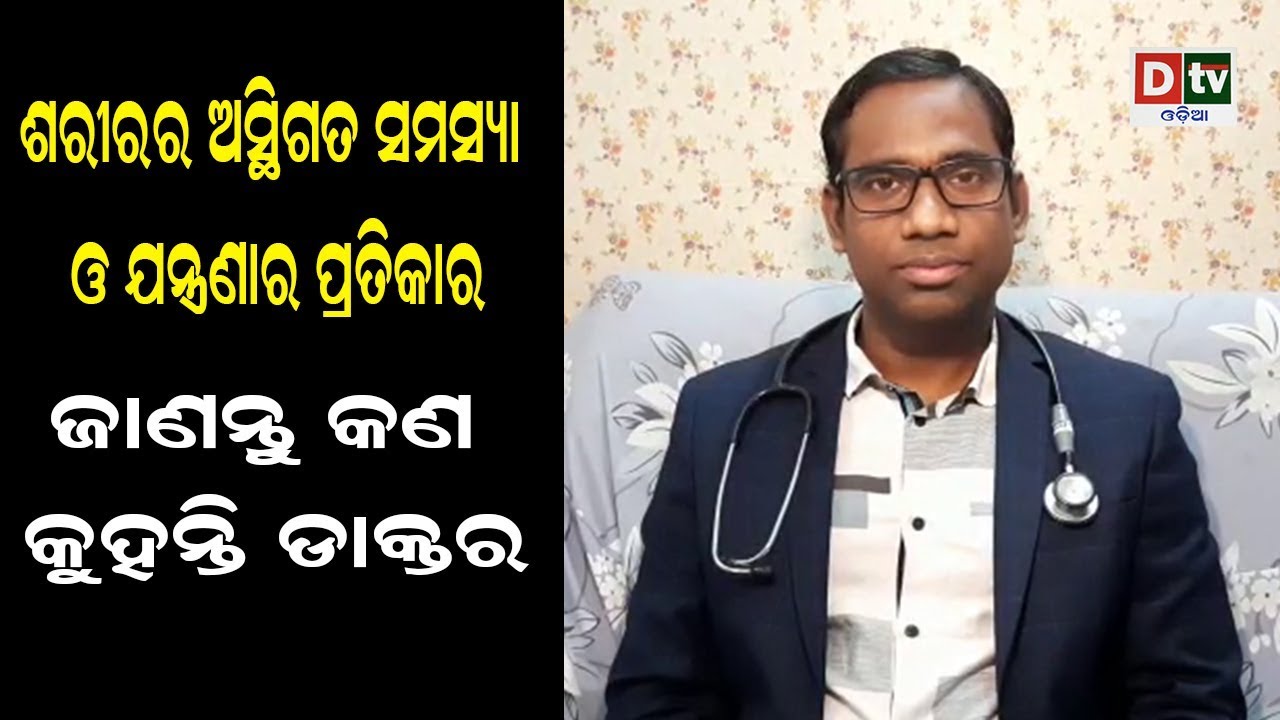 ଶରୀରର ଅସ୍ଥିଗତ ସମସ୍ୟା
ଓ ଯନ୍ତ୍ରଣାର ପ୍ରତିକାର
ଜାଣନ୍ତୁ କଣ
କୁହନ୍ତି ଡାକ୍ତର
D tv
ଓଡ଼ିଆ